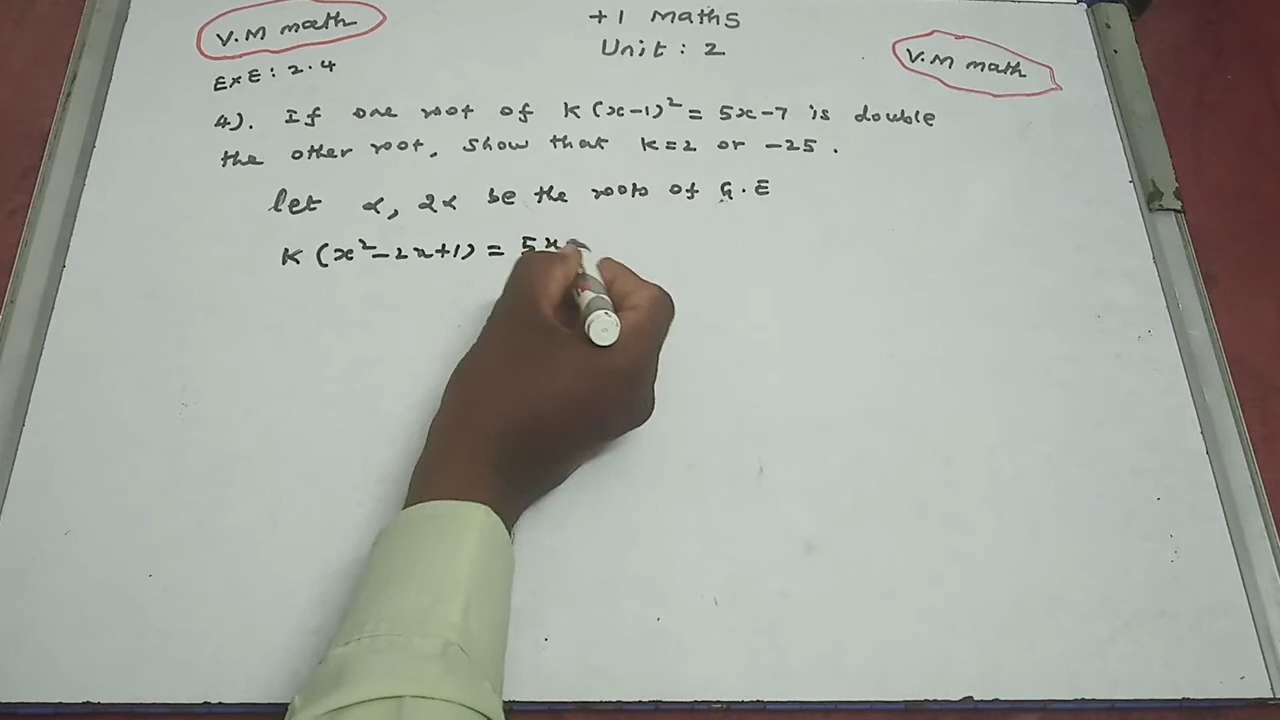 V.M math
+1 Maths
Unit: 2
V.M math
EXE: 2.4
4). If one root of K(x-1)² = 5x-7 is double
the other root. Show that K=2 or -25.
let α, 2α be the roots of G.E
K(x²-2x+1) = 5x